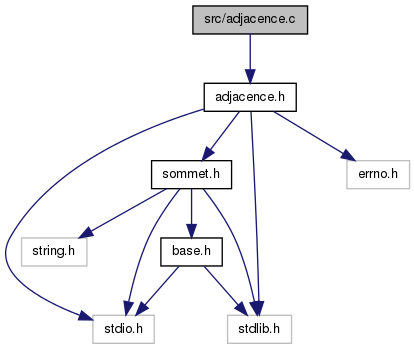 src/adjacence.c
adjacence.h
sommet.h
errno.h
string.h
base.h
stdio.h
stdlib.h